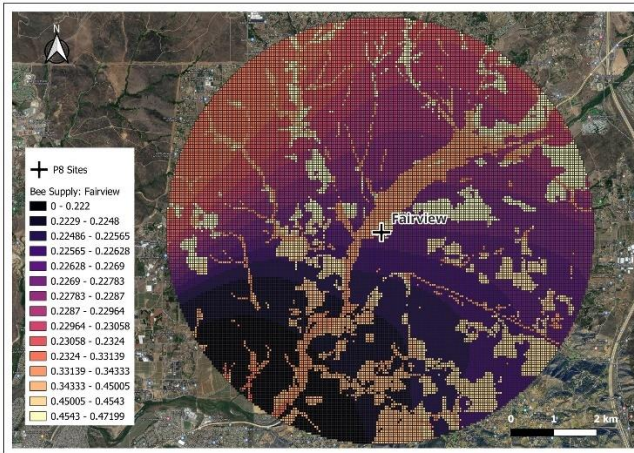 N
P8 Sites
Bee Supply: Fairview
0 - 0.222
0.2229 - 0.2248
0.22486 - 0.22565
0.22565 - 0.22628
0.22628 - 0.2269
0.2269 - 0.22783
0.22783 - 0.2287
0.2287 - 0.22964
0.22964 - 0.23058
0.23058 - 0.2324
0.2324 - 0.33139
0.33139 - 0.34333
0.34333 - 0.45005
0.45005 - 0.4543
0.4543 - 0.47199
Fairview
0 1 2 km